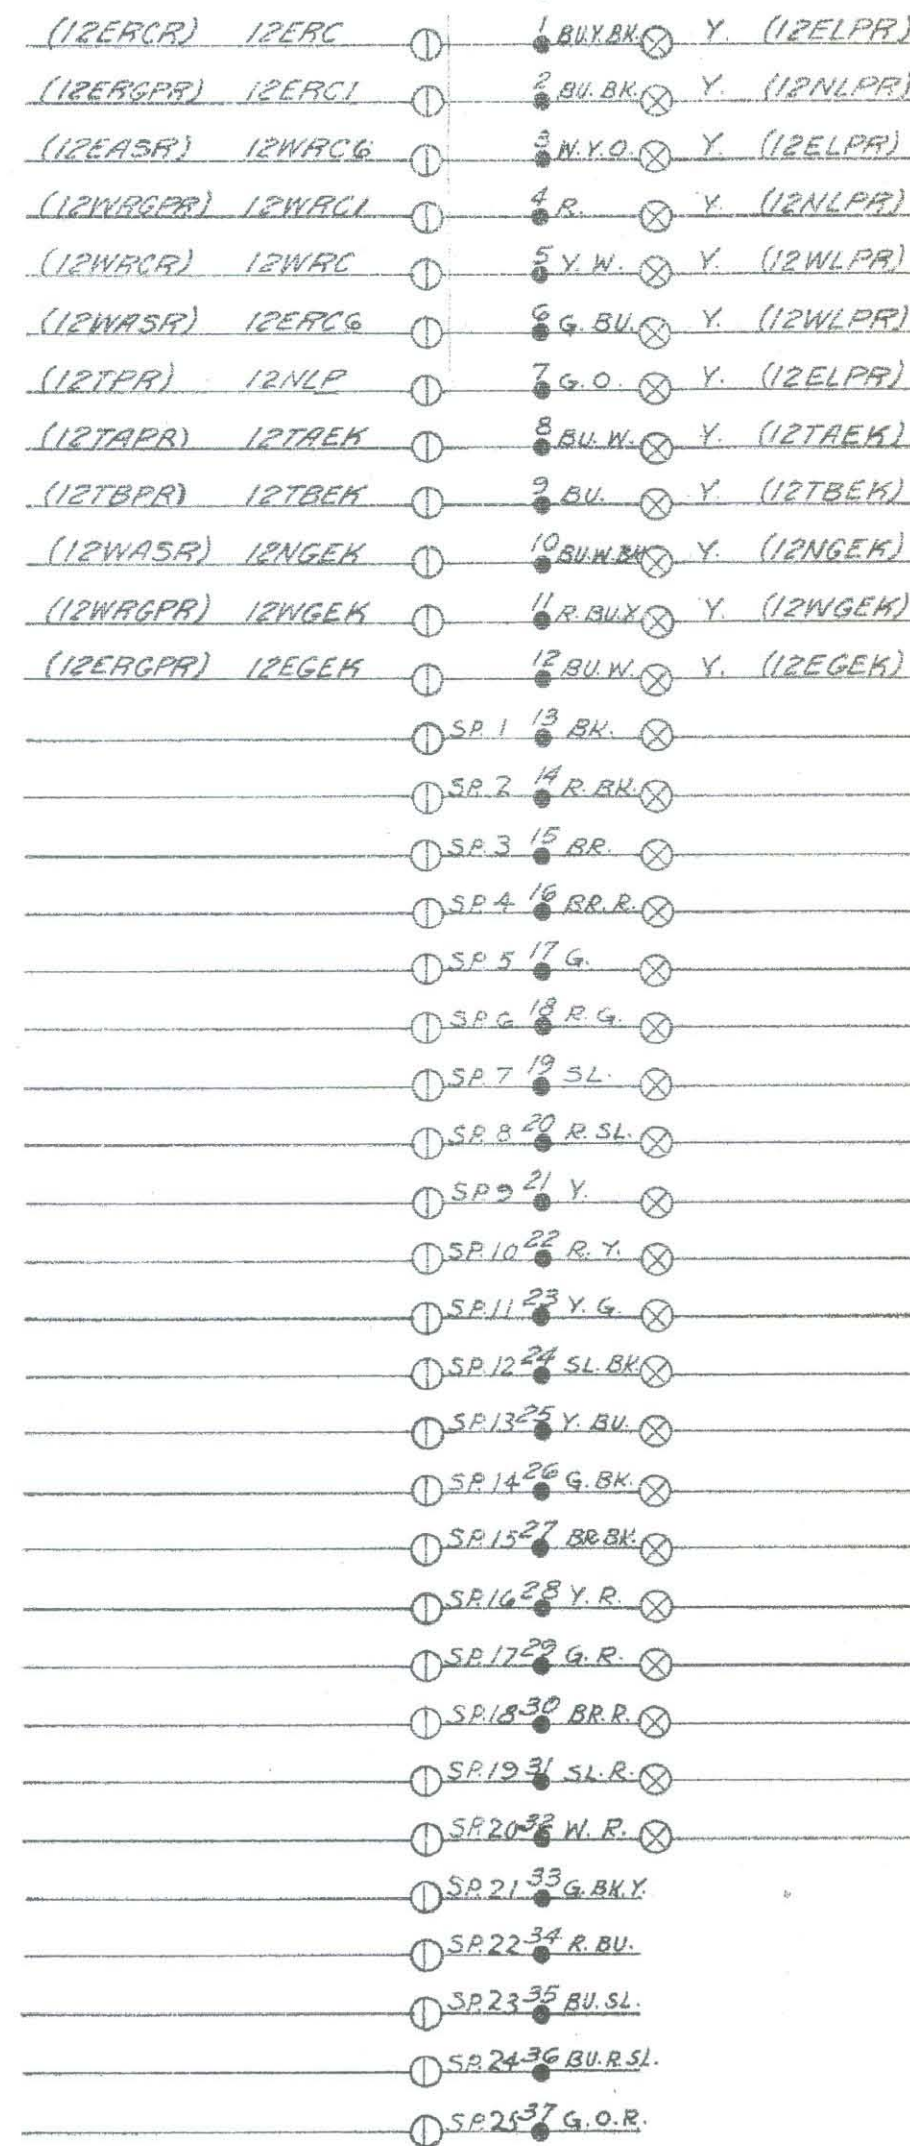 (12ERCR) 12ERC 1 BU.Y.BK. Y. (12ELPR)
(12ERGPR) 12ERC1 2 BU. BK. Y. (12NLPR)
(12EASR) 12WRC6 3 W.Y.O. Y. (12ELPR)
(12WRGPR) 12WRC1 4 R. Y. (12NLPR)
(12WRCR) 12WRC 5 Y. W. Y. (12WLPR)
(12WASR) 12ERC6 6 G. BU. Y. (12WLPR)
(12TPR) 12NLP 7 G. O. Y. (12ELPR)
(12TAPR) 12TAEK 8 BU. W. Y. (12TAEK)
(12TBPR) 12TBEK 9 BU. Y. (12TBEK)
(12WASR) 12NGEK 10 BU.W.BK Y. (12NGEK)
(12WRGPR) 12WGEK 11 R. BU.Y. Y. (12WGEK)
(12ERGPR) 12EGEK 12 BU. W. Y. (12EGEK)
SP. 1 13 BK.
SP. 2 14 R. BK.
SP. 3 15 BR.
SP. 4 16 BR. R.
SP. 5 17 G.
SP. 6 18 R. G.
SP. 7 19 SL.
SP. 8 20 R. SL.
SP. 9 21 Y.
SP. 10 22 R. Y.
SP. 11 23 Y. G.
SP. 12 24 SL. BK.
SP. 13 25 Y. BU.
SP. 14 26 G. BK.
SP. 15 27 BR BK.
SP. 16 28 Y. R.
SP. 17 29 G. R.
SP. 18 30 BR. R.
SP. 19 31 SL. R.
SP. 20 32 W. R.
SP. 21 33 G. BK. Y.
SP. 22 34 R. BU.
SP. 23 35 BU. SL.
SP. 24 36 BU. R. SL.
SP. 25 37 G. O. R.